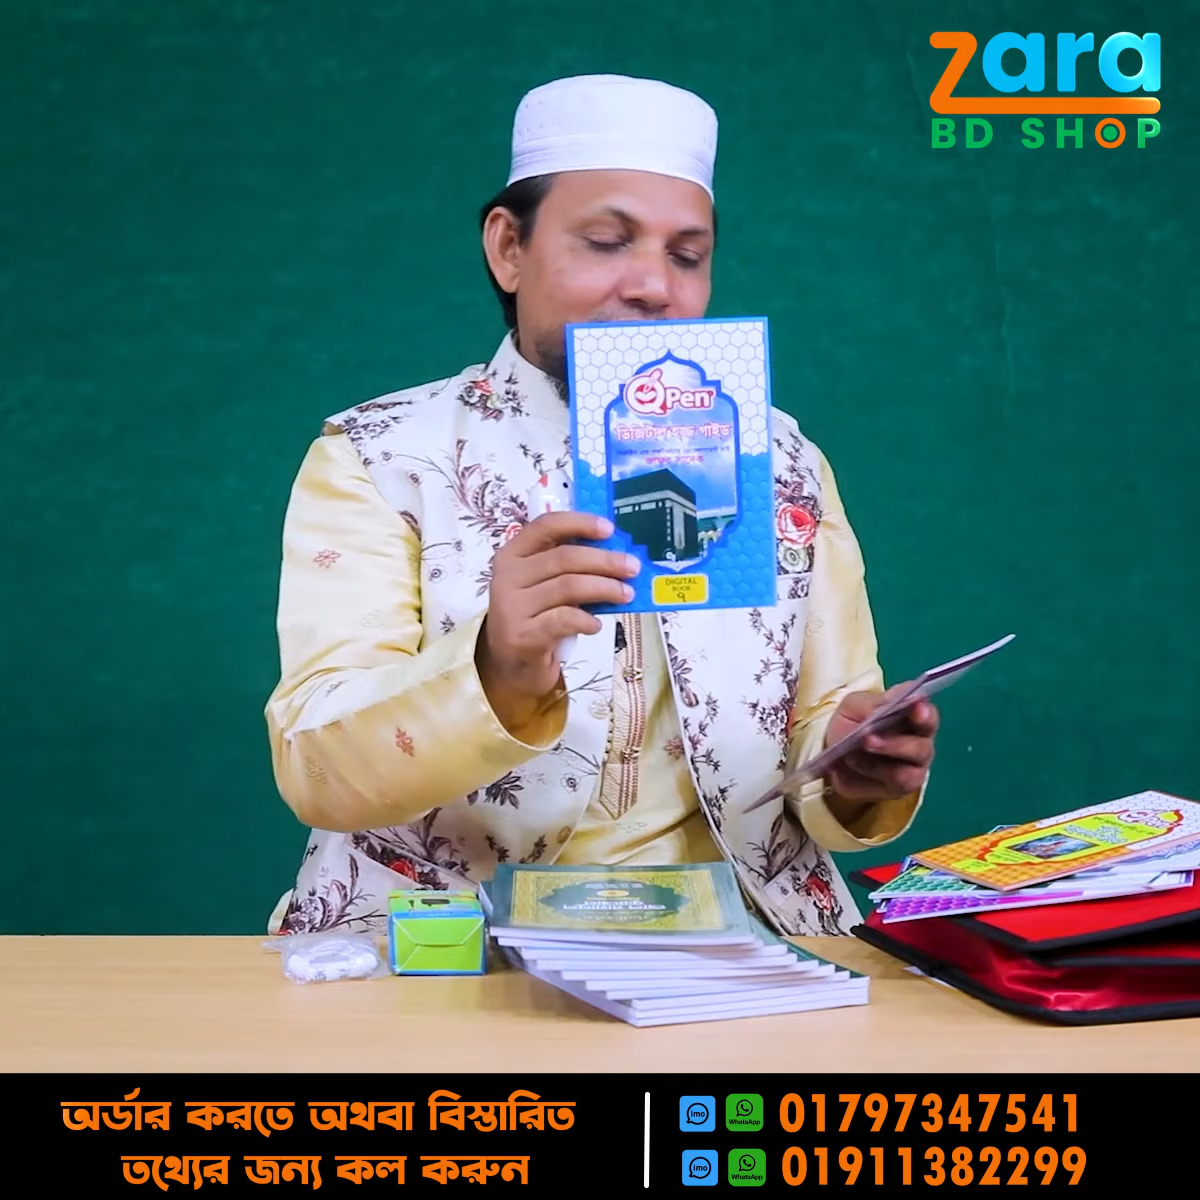 zara
BD SHOP
QPen
ডিজিটাল হজ্জ গাইড
DIGITAL
BOOK
৭
অর্ডার করতে অথবা বিস্তারিত
তথ্যের জন্য কল করুন
imo WhatsApp 01797347541
imo WhatsApp 01911382299